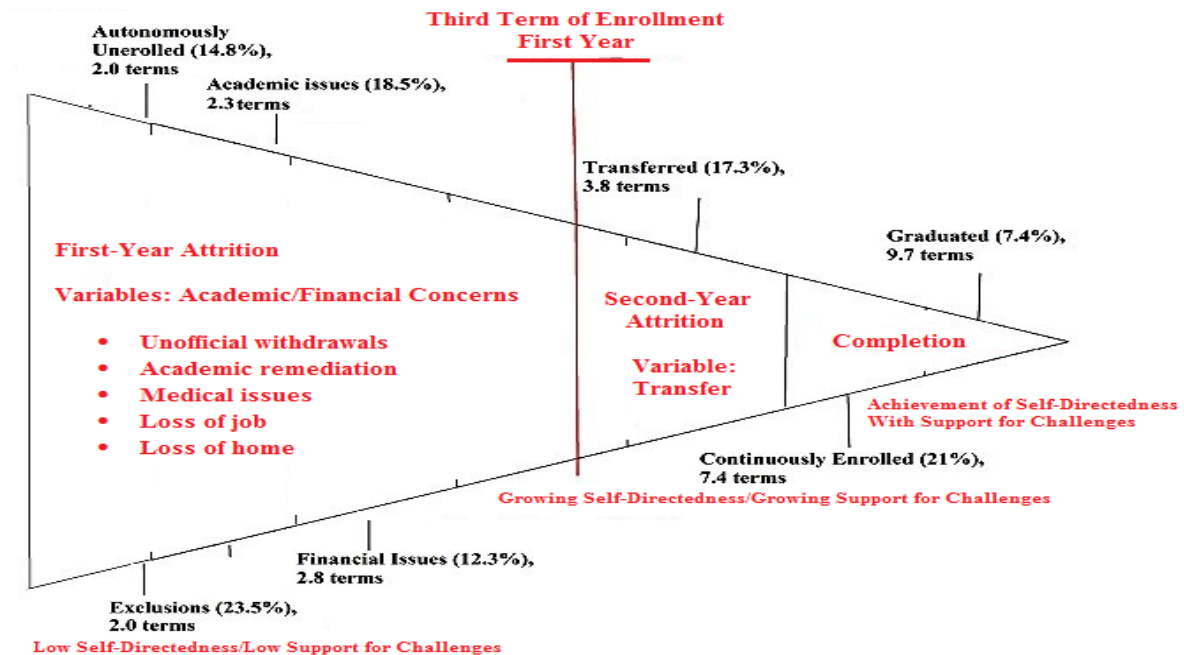 Third Term of Enrollment
First Year
Autonomously
Unerolled (14.8%),
2.0 terms
Academic issues (18.5%),
2.3 terms
Transferred (17.3%),
3.8 terms
Graduated (7.4%),
9.7 terms
First-Year Attrition
Variables: Academic/Financial Concerns
• Unofficial withdrawals
• Academic remediation
• Medical issues
• Loss of job
• Loss of home
Second-Year
Attrition
Variable:
Transfer
Completion
Achievement of Self-Directedness
With Support for Challenges
Continuously Enrolled (21%),
7.4 terms
Growing Self-Directedness/Growing Support for Challenges
Financial Issues (12.3%),
2.8 terms
Exclusions (23.5%),
2.0 terms
Low Self-Directedness/Low Support for Challenges